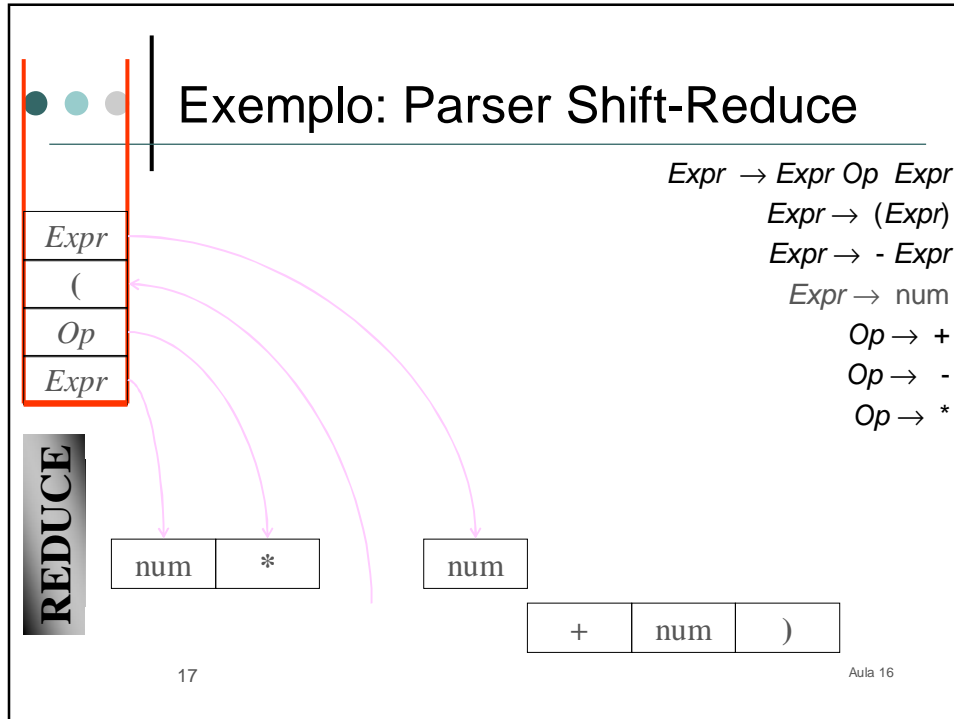 Exemplo: Parser Shift-Reduce
Expr → Expr Op Expr
Expr → (Expr)
Expr → - Expr
Expr → num
Op → +
Op → -
Op → *
Expr
(
Op
Expr
REDUCE
num * num
+ num )
17
Aula 16